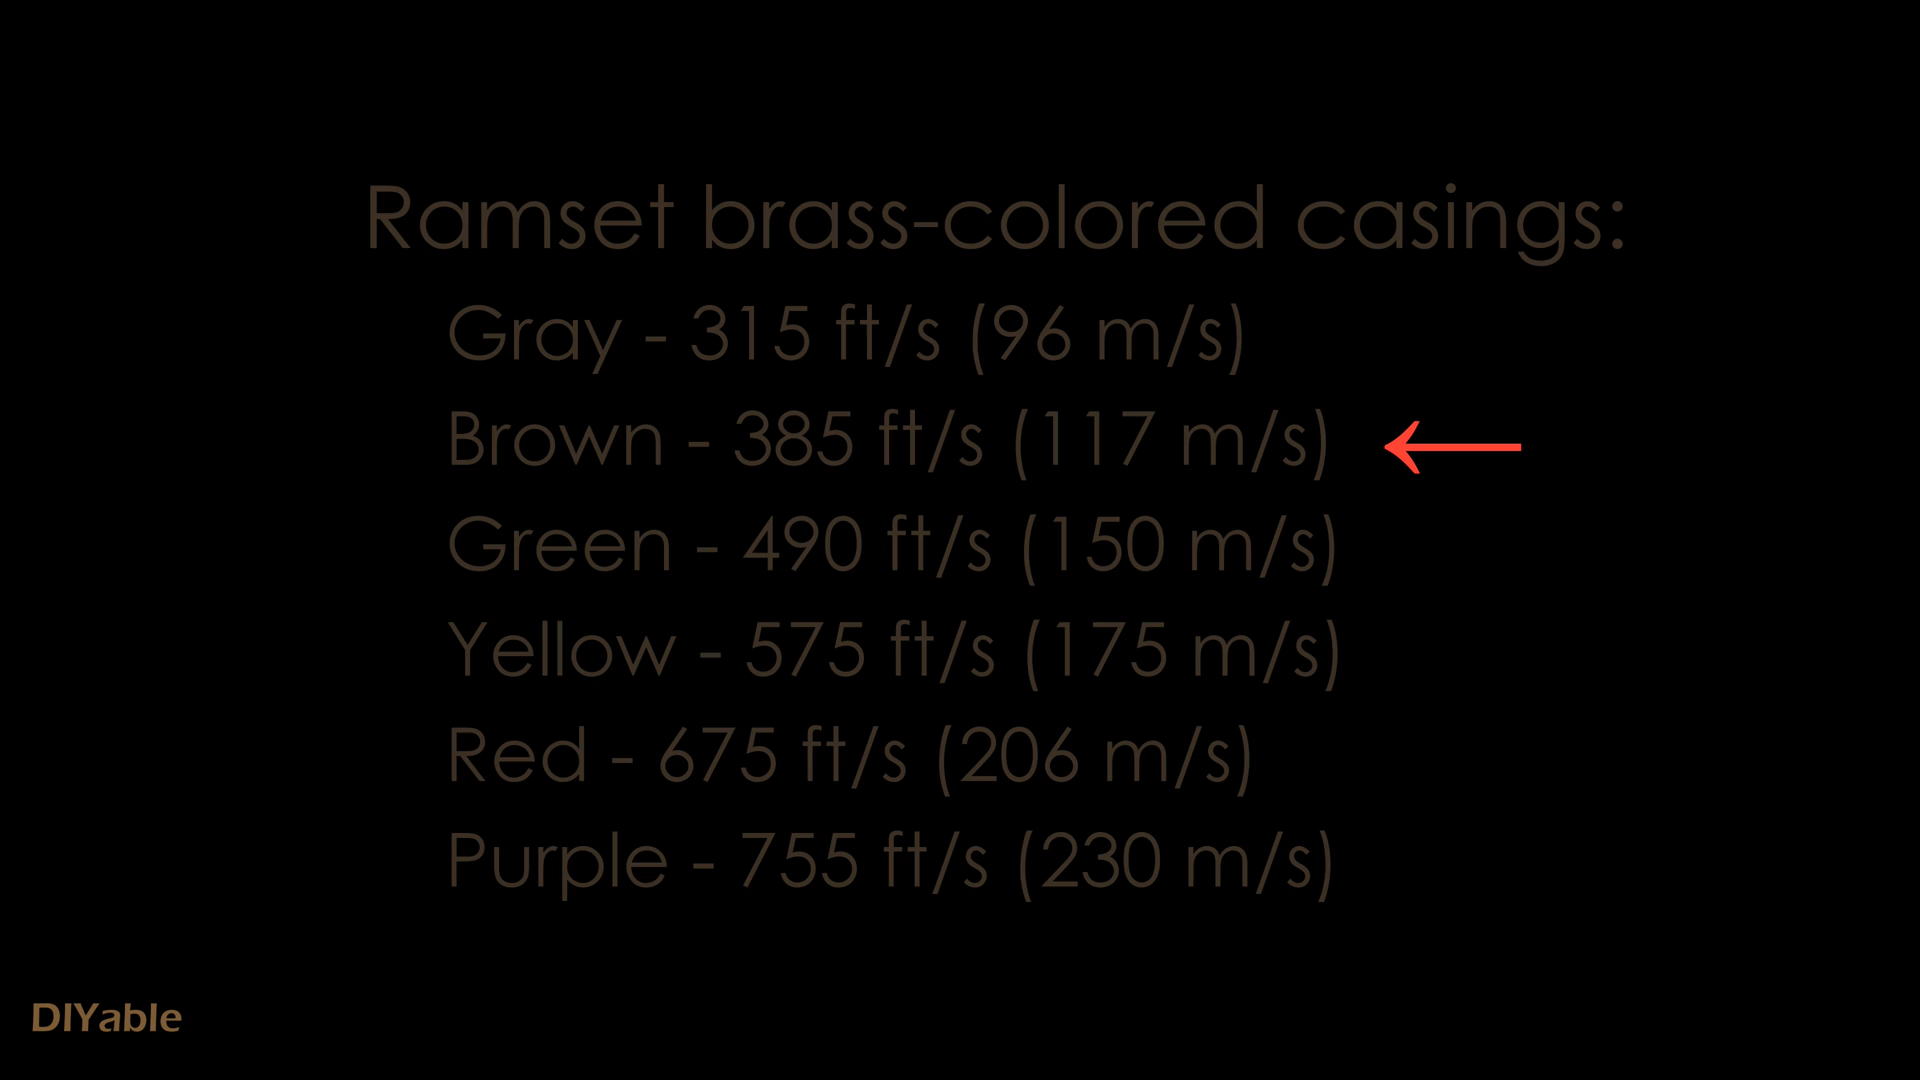 Ramset brass-colored casings:
Gray - 315 ft/s (96 m/s)
Brown - 385 ft/s (117 m/s)
Green - 490 ft/s (150 m/s)
Yellow - 575 ft/s (175 m/s)
Red - 675 ft/s (206 m/s)
Purple - 755 ft/s (230 m/s)
DIYable